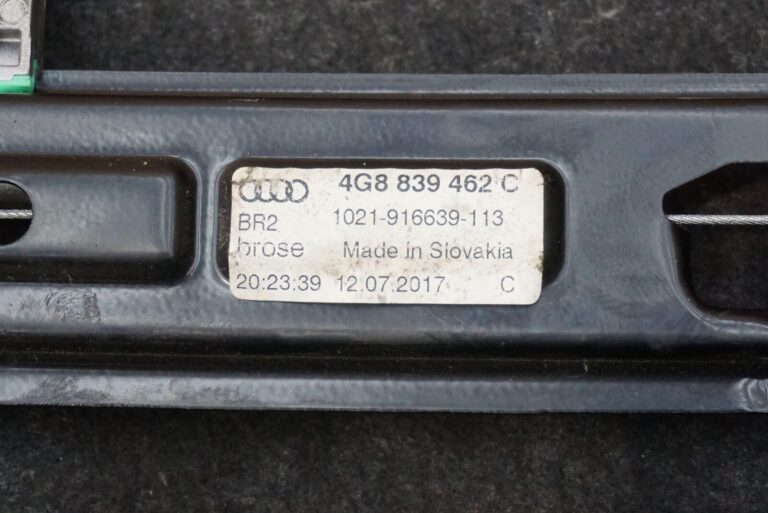 4G8 839 462 C
BR2 1021-916639-113
brose Made in Slovakia
20:23:39 12.07.2017 C